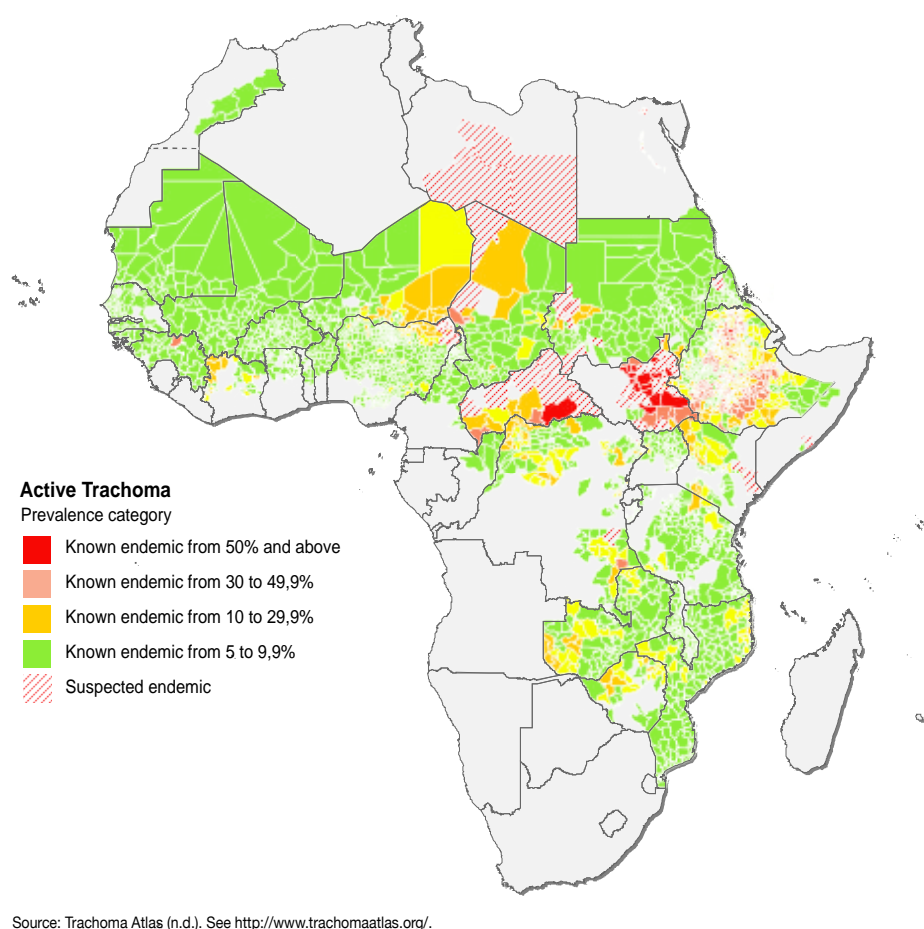 Active Trachoma
Prevalence category
Known endemic from 50% and above
Known endemic from 30 to 49,9%
Known endemic from 10 to 29,9%
Known endemic from 5 to 9,9%
Suspected endemic
Source: Trachoma Atlas (n.d.). See http://www.trachomaatlas.org/.